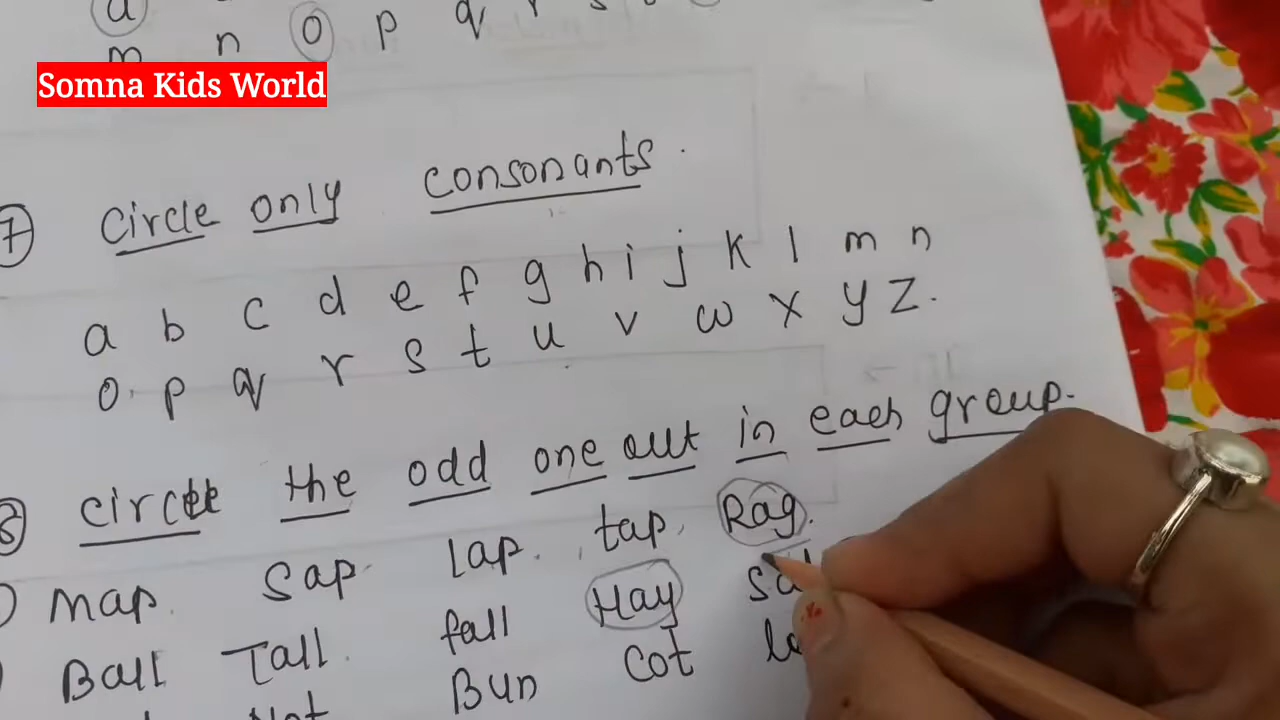 m n o p q
Somna Kids World
7 Circle only consonants.
a b c d e f g h i j k l m n
o. p q r s t u v w x y z.
8 circle the odd one out in each group.
Map. Sap lap. tap. Rag.
Ball Tall. fall Hay
Not Bun Cot